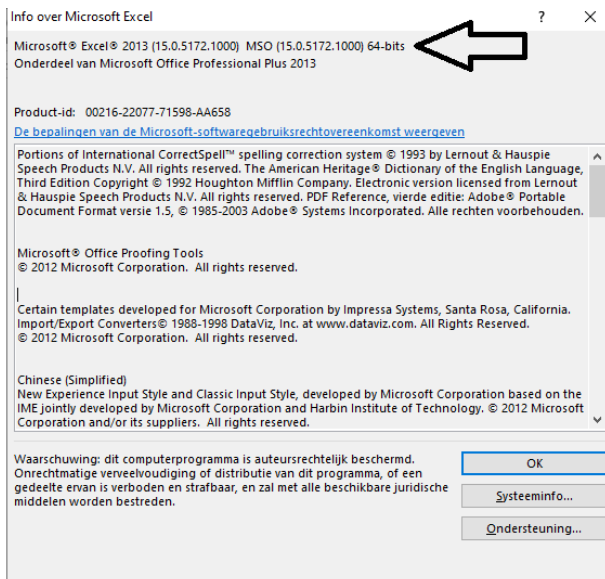 Info over Microsoft Excel
Microsoft® Excel® 2013 (15.0.5172.1000) MSO (15.0.5172.1000) 64-bits
Onderdeel van Microsoft Office Professional Plus 2013
Product-id: 00216-22077-71598-AA658
De bepalingen van de Microsoft-softwaregebruiksrechtovereenkomst weergeven
Portions of International CorrectSpell™ spelling correction system © 1993 by Lernout & Hauspie
Speech Products N.V. All rights reserved. The American Heritage® Dictionary of the English Language,
Third Edition Copyright © 1992 Houghton Mifflin Company. Electronic version licensed from Lernout
& Hauspie Speech Products N.V. All rights reserved. PDF Reference, vierde editie: Adobe® Portable
Document Format versie 1.5, © 1985-2003 Adobe® Systems Incorporated. Alle rechten voorbehouden.
Microsoft® Office Proofing Tools
© 2012 Microsoft Corporation. All rights reserved.
Certain templates developed for Microsoft Corporation by Impressa Systems, Santa Rosa, California.
Import/Export Converters© 1988-1998 DataViz, Inc. at www.dataviz.com. All Rights Reserved.
© 2012 Microsoft Corporation. All rights reserved.
Chinese (Simplified)
New Experience Input Style and Classic Input Style, developed by Microsoft Corporation based on the
IME jointly developed by Microsoft Corporation and Harbin Institute of Technology. © 2012 Microsoft
Corporation and/or its suppliers. All rights reserved.
Waarschuwing: dit computerprogramma is auteursrechtelijk beschermd.
Onrechtmatige verveelvoudiging of distributie van dit programma, of een
gedeelte ervan is verboden en strafbaar, en zal met alle beschikbare juridische
middelen worden bestreden.
OK
Systeeminfo...
Ondersteuning...